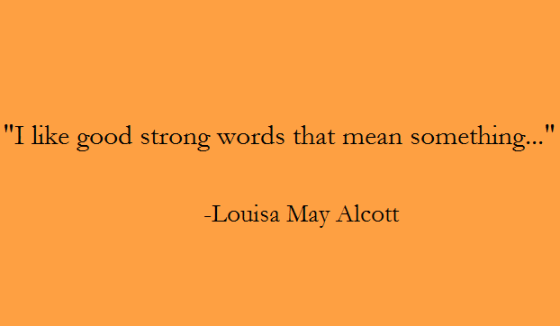 "I like good strong words that mean something..."
-Louisa May Alcott